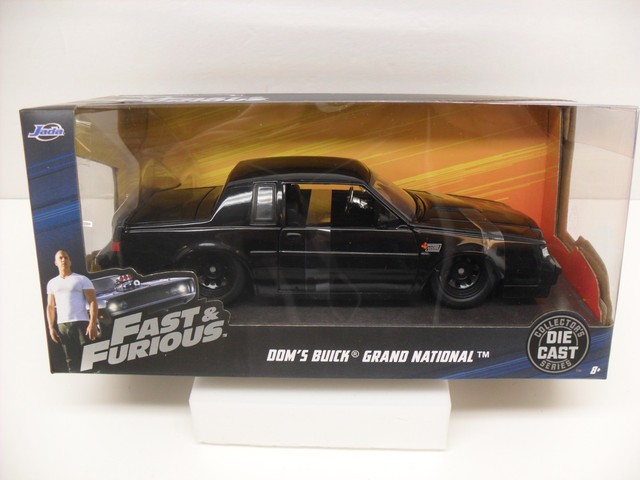 Jada
FAST &
FURIOUS
DOM'S BUICK® GRAND NATIONAL™
COLLECTOR'S
DIE
CAST
SERIES
8+